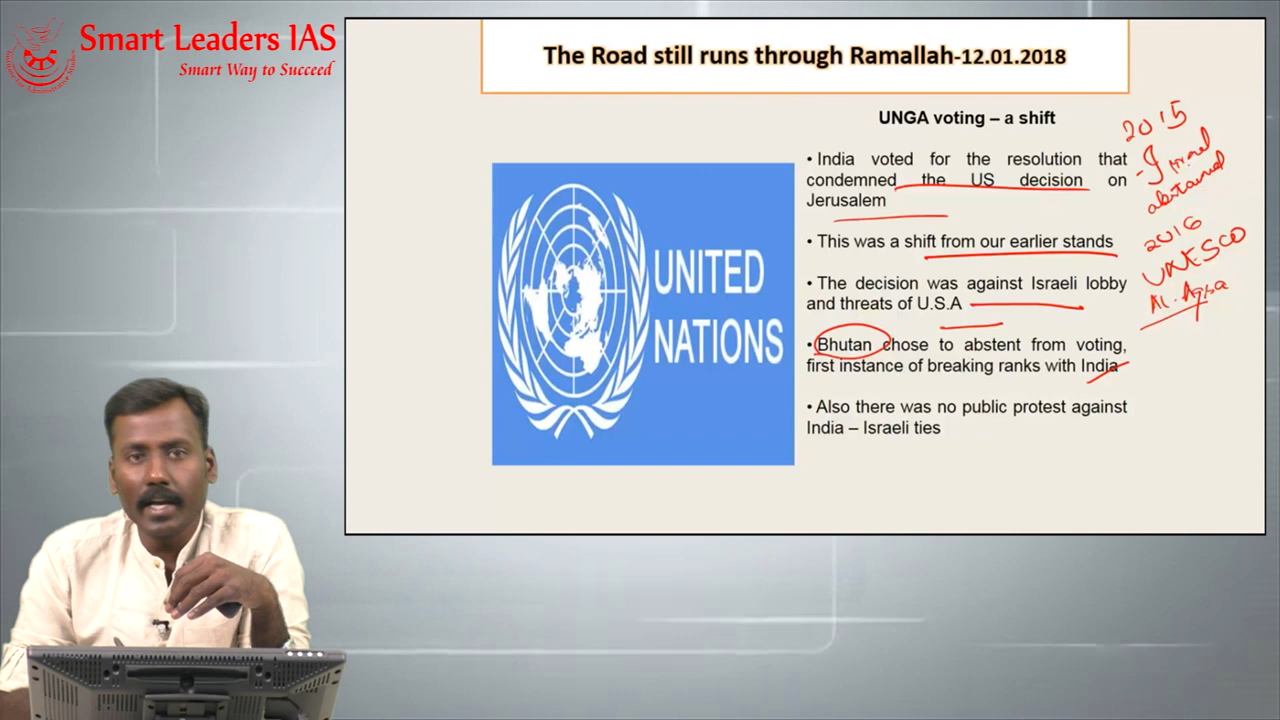 Smart Leaders IAS
Smart Way to Succeed
The Road still runs through Ramallah-12.01.2018
UNITED
NATIONS
UNGA voting – a shift
• India voted for the resolution that
condemned the US decision on
Jerusalem
• This was a shift from our earlier stands
• The decision was against Israeli lobby
and threats of U.S.A
• Bhutan chose to abstent from voting,
first instance of breaking ranks with India
• Also there was no public protest against
India – Israeli ties
2015
- Israel
abstained
2016
UNESCO
Al-Aqsa